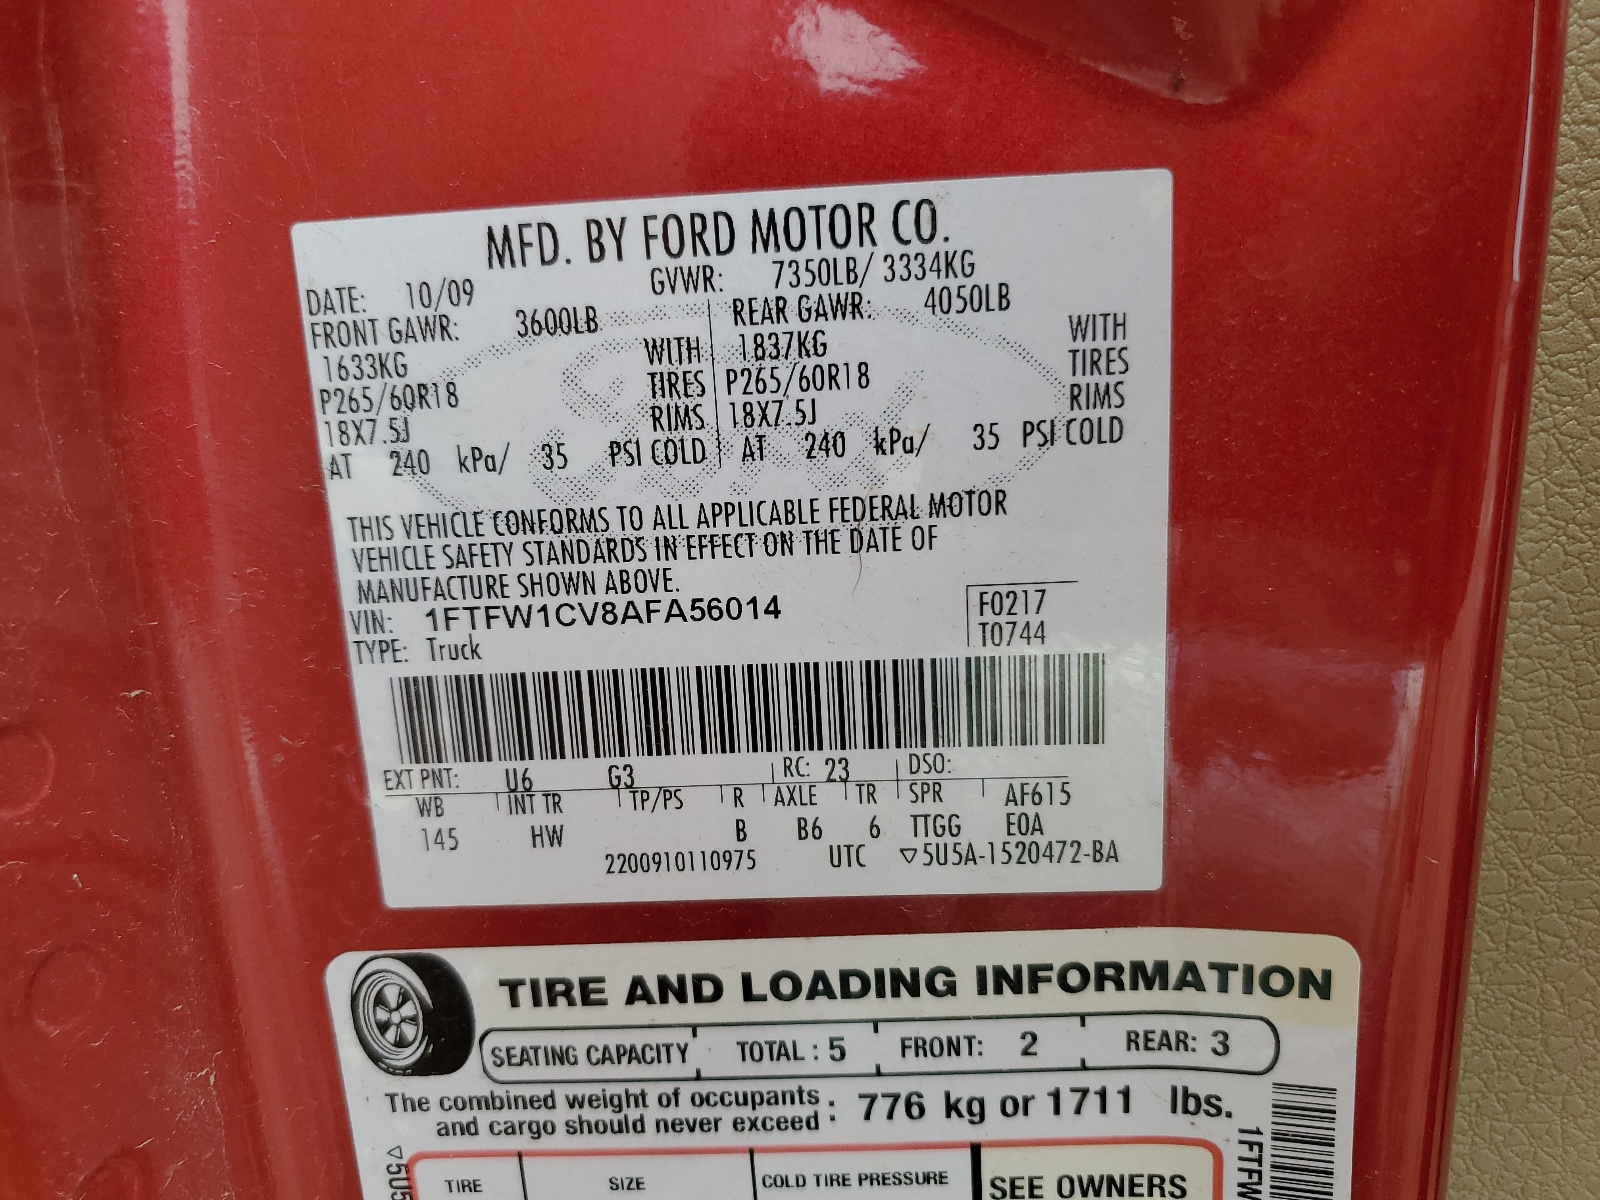 MFD. BY FORD MOTOR CO.
DATE: 10/09 GVWR: 7350LB/ 3334KG
FRONT GAWR: 3600LB REAR GAWR: 4050LB
1633KG WITH 1837KG WITH
P265/60R18 TIRES P265/60R18 TIRES
18X7.5J RIMS 18X7.5J RIMS
AT 240 kPa/ 35 PSI COLD AT 240 kPa/ 35 PSI COLD
THIS VEHICLE CONFORMS TO ALL APPLICABLE FEDERAL MOTOR
VEHICLE SAFETY STANDARDS IN EFFECT ON THE DATE OF
MANUFACTURE SHOWN ABOVE.
VIN: 1FTFW1CV8AFA56014 F0217
TYPE: Truck T0744
EXT PNT: U6 G3 RC: 23 DSO:
WB INT TR TP/PS R AXLE TR SPR AF615
145 HW B B6 6 TTGG EOA
2200910110975 UTC ▽5U5A-1520472-BA
TIRE AND LOADING INFORMATION
SEATING CAPACITY TOTAL : 5 FRONT: 2 REAR: 3
The combined weight of occupants
and cargo should never exceed : 776 kg or 1711 lbs.
TIRE SIZE COLD TIRE PRESSURE SEE OWNERS
▽5U5
1FTFW